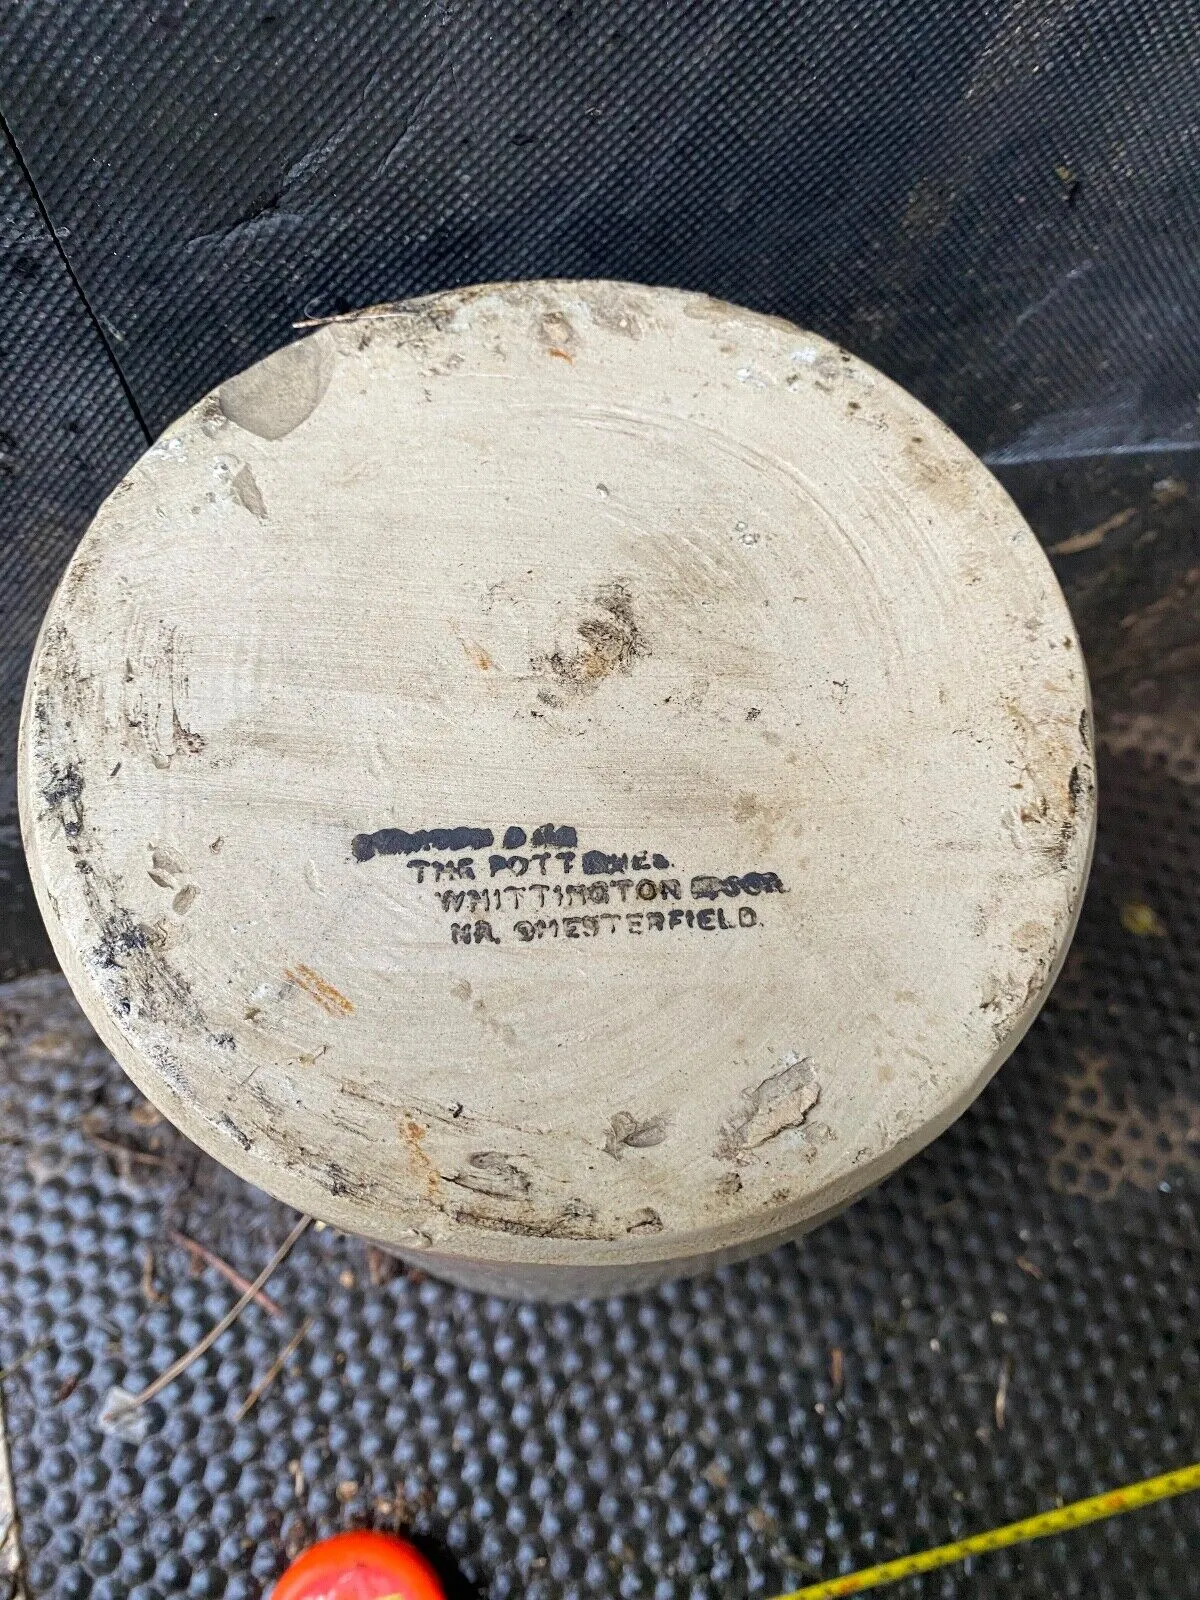 THE POTTERIES.
WHITTINGTON MOOR
NR. CHESTERFIELD.